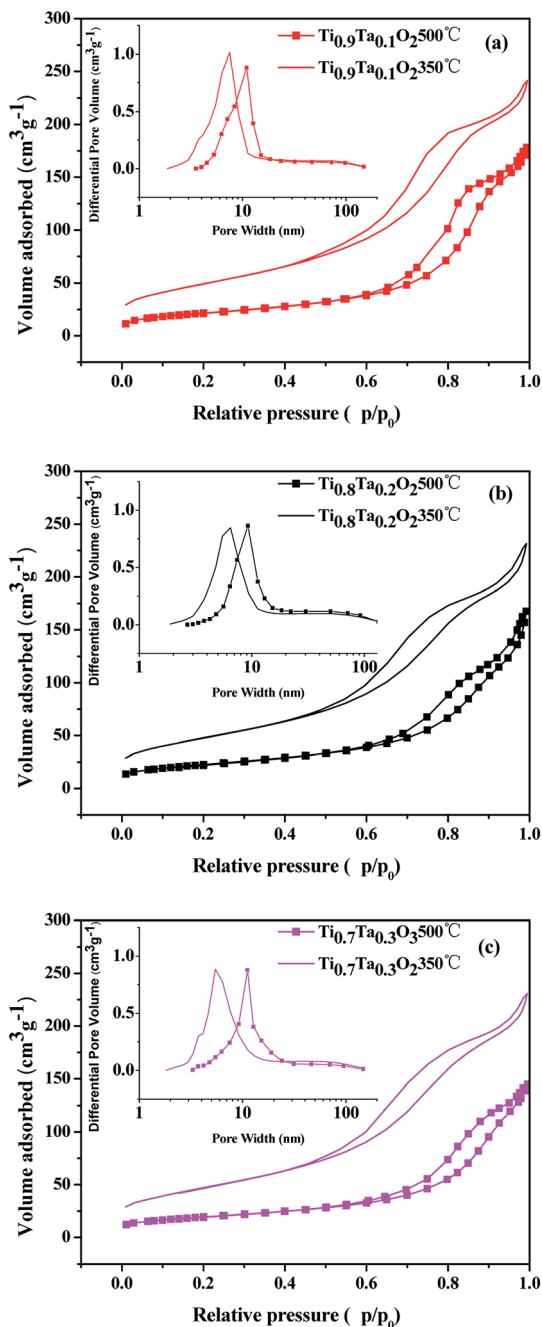 300
250
200
150
100
50
0
Volume adsorbed (cm³g-1)
0.0 0.2 0.4 0.6 0.8 1.0
Relative pressure ( p/p₀)
(a)
Ti₀.₉Ta₀.₁O₂500℃
Ti₀.₉Ta₀.₁O₂350℃
Differential Pore Volume (cm³g-1)
1.0
0.5
0.0
1 10 100
Pore Width (nm)
300
250
200
150
100
50
0
Volume adsorbed (cm³g-1)
0.0 0.2 0.4 0.6 0.8 1.0
Relative pressure ( p/p₀)
(b)
Ti₀.₈Ta₀.₂O₂500℃
Ti₀.₈Ta₀.₂O₂350℃
Differential Pore Volume (cm³g-1)
1.0
0.5
0.0
1 10 100
Pore Width (nm)
300
250
200
150
100
50
0
Volume adsorbed (cm³g-1)
0.0 0.2 0.4 0.6 0.8 1.0
Relative pressure ( p/p₀)
(c)
Ti₀.₇Ta₀.₃O₃500℃
Ti₀.₇Ta₀.₃O₂350℃
Differential Pore Volume (cm³g-1)
1.0
0.5
0.0
1 10 100
Pore Width (nm)